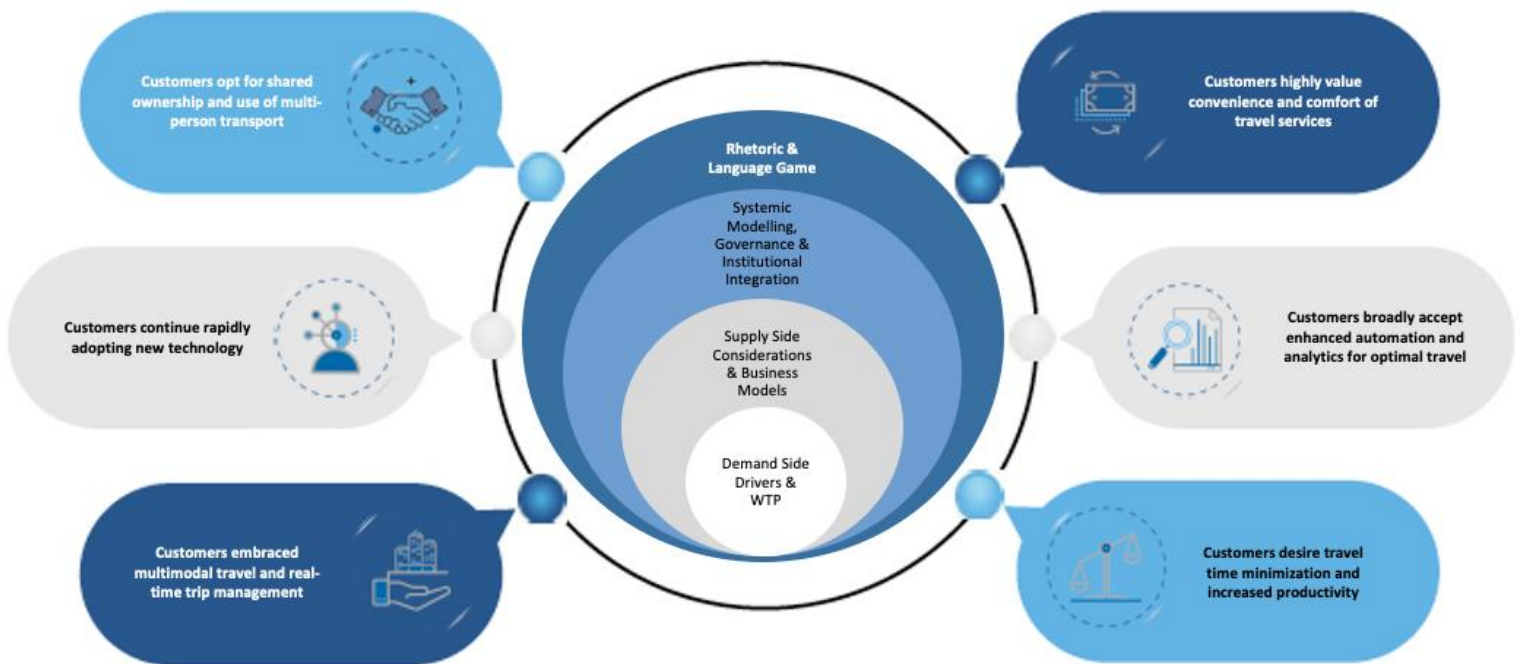 Customers opt for shared
ownership and use of multi-
person transport
Customers highly value
convenience and comfort of
travel services
Rhetoric &
Language Game
Systemic
Modelling,
Governance &
Institutional
Integration
Customers continue rapidly
adopting new technology
Customers broadly accept
enhanced automation and
analytics for optimal travel
Supply Side
Considerations
& Business
Models
Demand Side
Drivers &
WTP
Customers embraced
multimodal travel and real-
time trip management
Customers desire travel
time minimization and
increased productivity